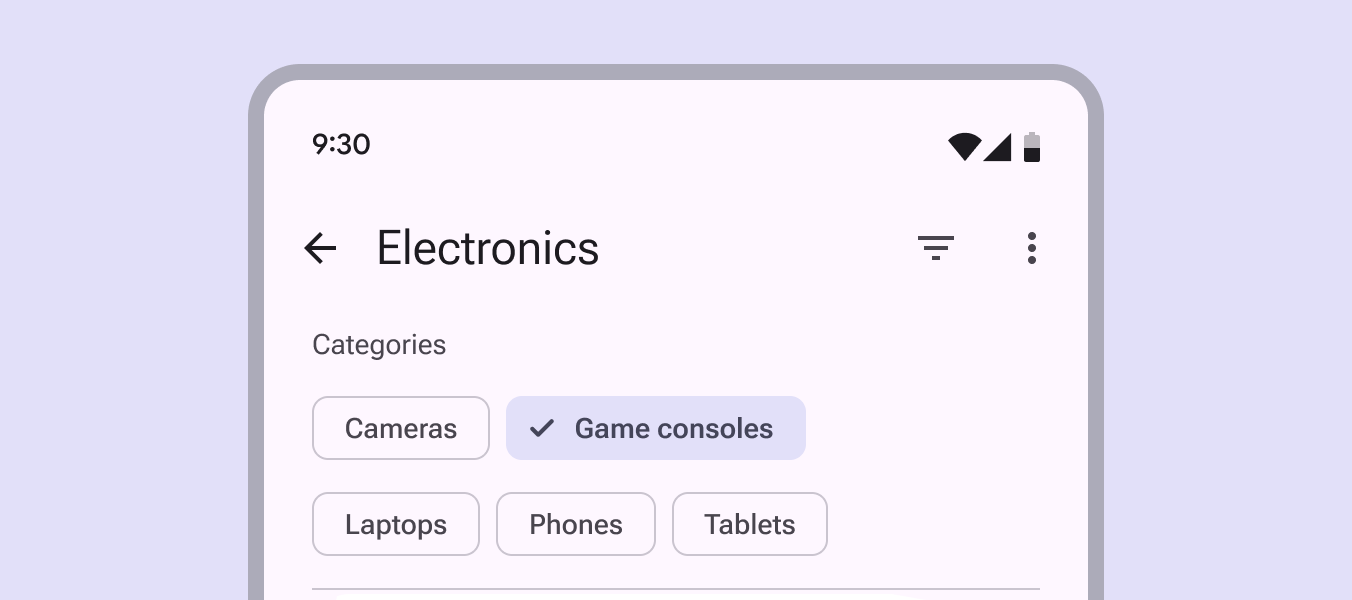 9:30
Electronics
Categories
Cameras
Game consoles
Laptops
Phones
Tablets